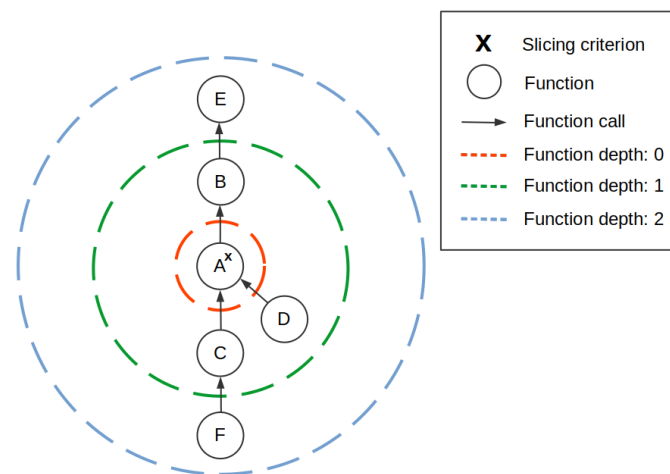 E
B
A x
D
C
F
X Slicing criterion
Function
Function call
Function depth: 0
Function depth: 1
Function depth: 2